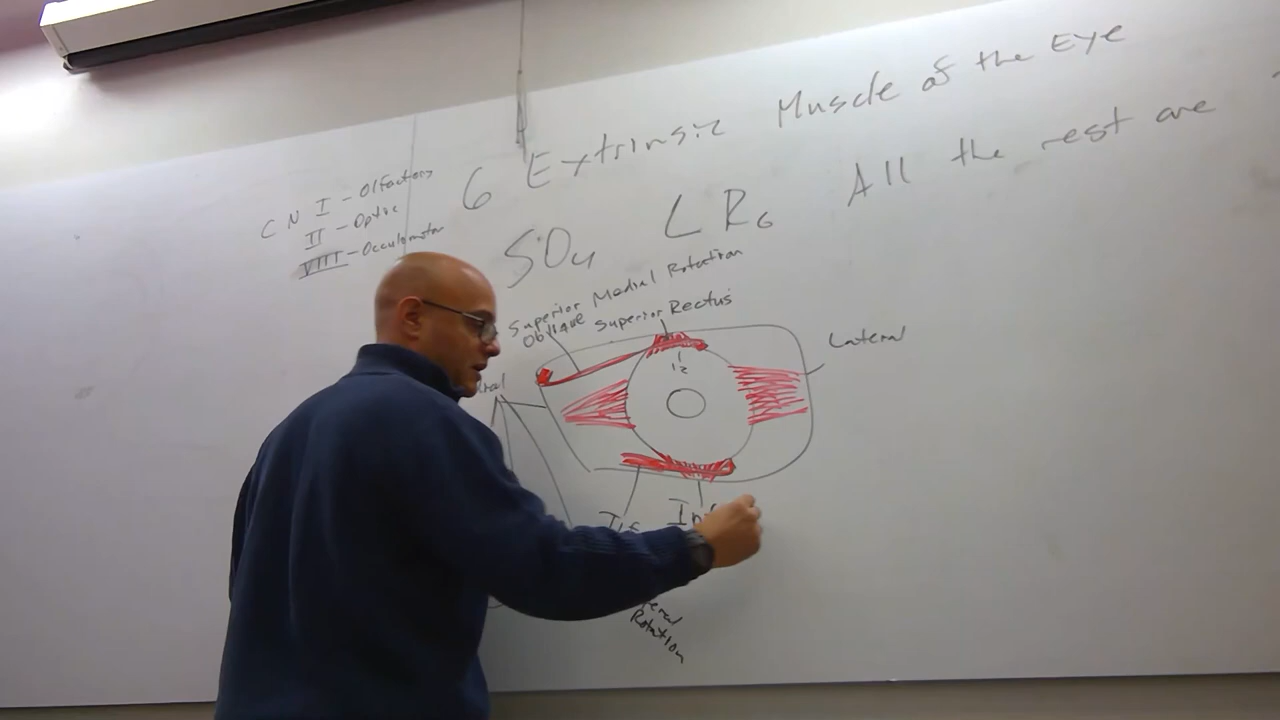 6 Extrinsic Muscle of the Eye
CN I - Olfactory
II - Optic
VIII - Occulomotor
SO4 LR6 All the rest are
Superior Medial Rotation
Oblique
Superior Rectus
12
Lateral
Rotation